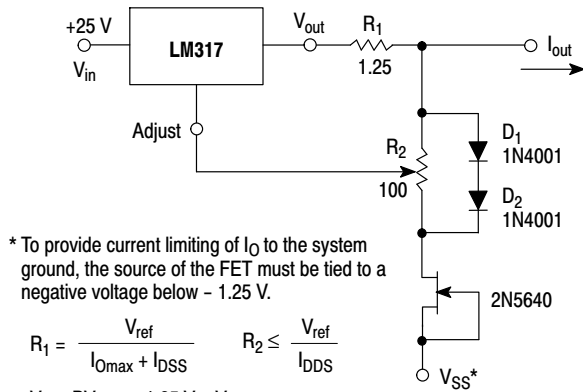 +25 V
V_in
LM317
V_out
R_1
1.25
I_out
Adjust
R_2
100
D_1
1N4001
D_2
1N4001
* To provide current limiting of I_O to the system
ground, the source of the FET must be tied to a
negative voltage below – 1.25 V.
2N5640
R_1 = V_ref / (I_Omax + I_DSS)
R_2 ≤ V_ref / I_DDS
V_SS*